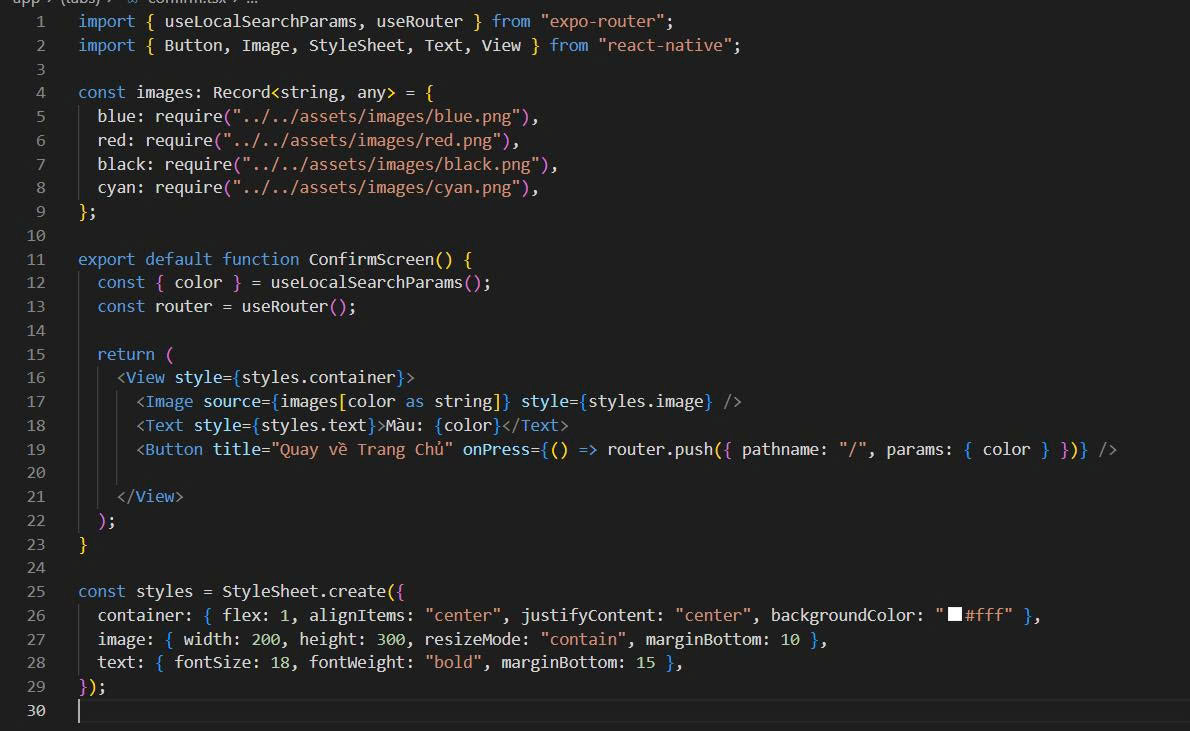 app > (tabs) > confirm.tsx > ...
1 import { useLocalSearchParams, useRouter } from "expo-router";
2 import { Button, Image, StyleSheet, Text, View } from "react-native";
3
4 const images: Record<string, any> = {
5   blue: require("../../assets/images/blue.png"),
6   red: require("../../assets/images/red.png"),
7   black: require("../../assets/images/black.png"),
8   cyan: require("../../assets/images/cyan.png"),
9 };
10
11 export default function ConfirmScreen() {
12   const { color } = useLocalSearchParams();
13   const router = useRouter();
14
15   return (
16     <View style={styles.container}>
17       <Image source={images[color as string]} style={styles.image} />
18       <Text style={styles.text}>Màu: {color}</Text>
19       <Button title="Quay về Trang Chủ" onPress={() => router.push({ pathname: "/", params: { color } })} />
20
21     </View>
22   );
23 }
24
25 const styles = StyleSheet.create({
26   container: { flex: 1, alignItems: "center", justifyContent: "center", backgroundColor: "#fff" },
27   image: { width: 200, height: 300, resizeMode: "contain", marginBottom: 10 },
28   text: { fontSize: 18, fontWeight: "bold", marginBottom: 15 },
29 });
30